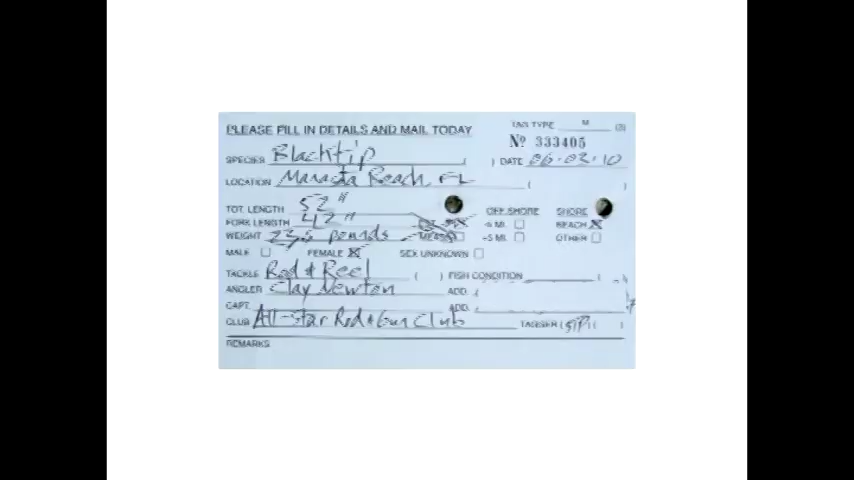 TAG TYPE M
PLEASE FILL IN DETAILS AND MAIL TODAY
Nº 333405
SPECIES Blacktip DATE 06-02-10
LOCATION Manasota Beach, FL
TOT. LENGTH 52" OFF SHORE SHORE
FORK LENGTH 42" -5 MI. BEACH
WEIGHT 23.5 pounds +5 MI. OTHER
MALE FEMALE SEX UNKNOWN
TACKLE Rod & Reel ( ) FISH CONDITION
ANGLER Clay Newton ADD.
CAPT. ADD.
CLUB All-Star Rod & Gun Club TAGGER
REMARKS